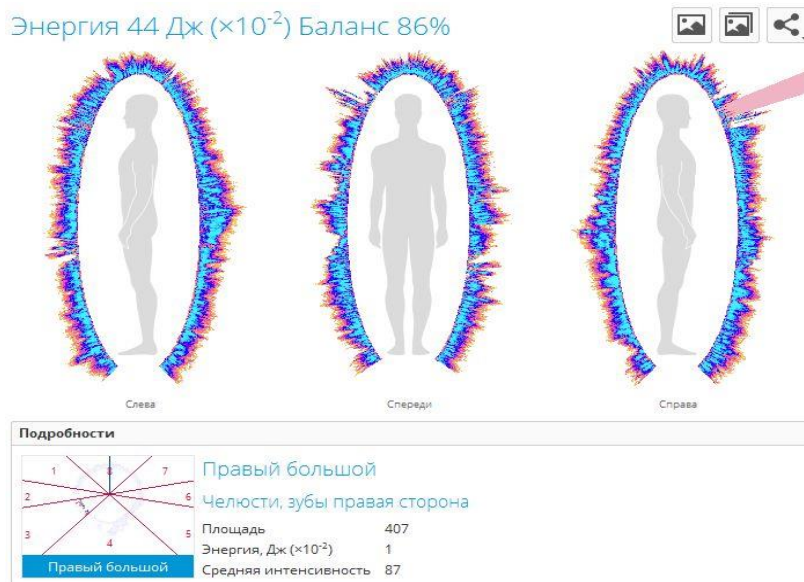 Энергия 44 Дж (×10⁻²) Баланс 86%
Слева
Спереди
Справа
Подробности
1
8
7
2
6
3
4
5
Правый большой
Правый большой
Челюсти, зубы правая сторона
Площадь 407
Энергия, Дж (×10⁻²) 1
Средняя интенсивность 87